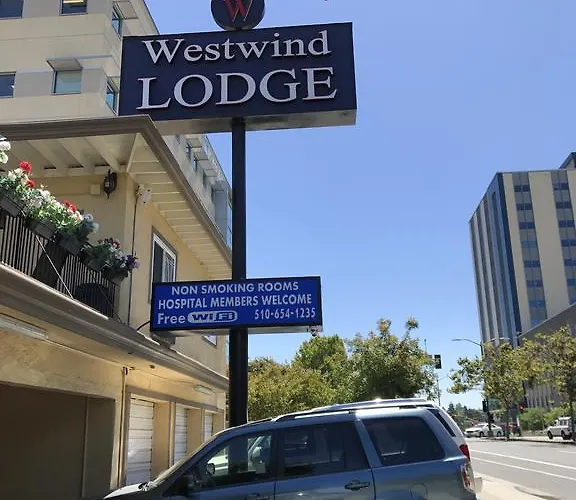 W
Westwind
LODGE
NON SMOKING ROOMS
HOSPITAL MEMBERS WELCOME
Free WiFi 510-654-1235